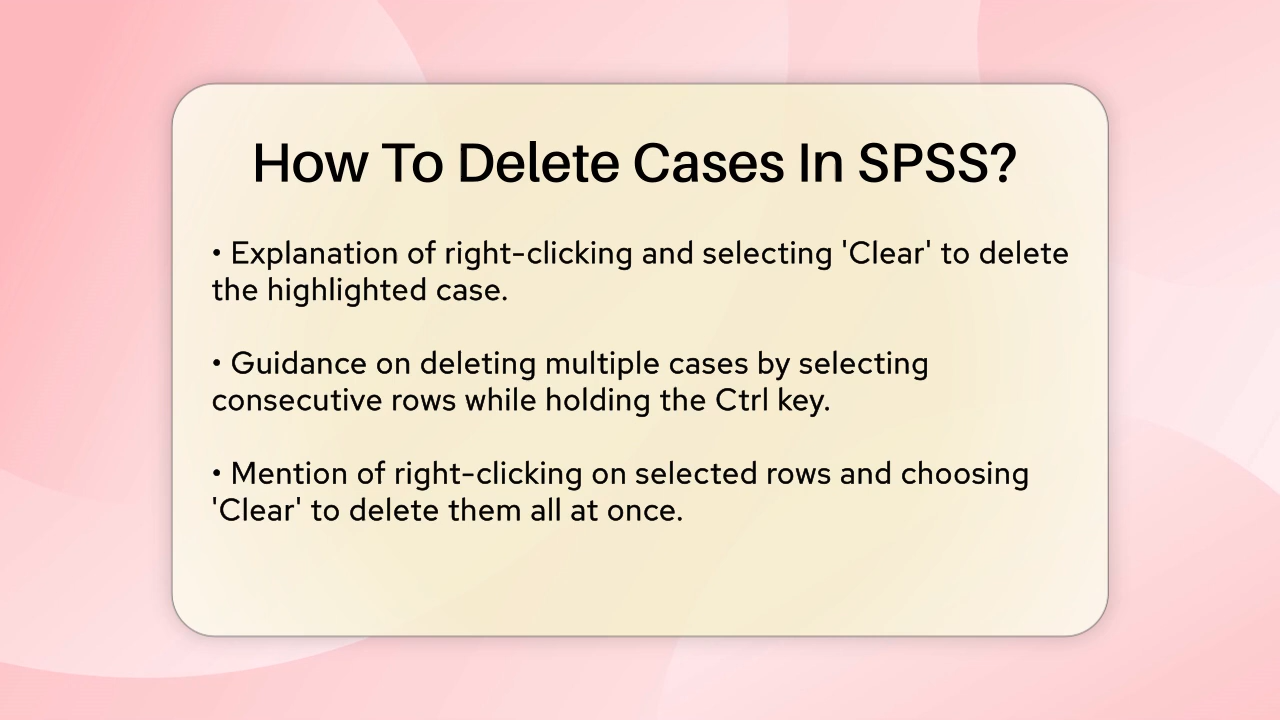 How To Delete Cases In SPSS?
• Explanation of right-clicking and selecting 'Clear' to delete
the highlighted case.
• Guidance on deleting multiple cases by selecting
consecutive rows while holding the Ctrl key.
• Mention of right-clicking on selected rows and choosing
'Clear' to delete them all at once.